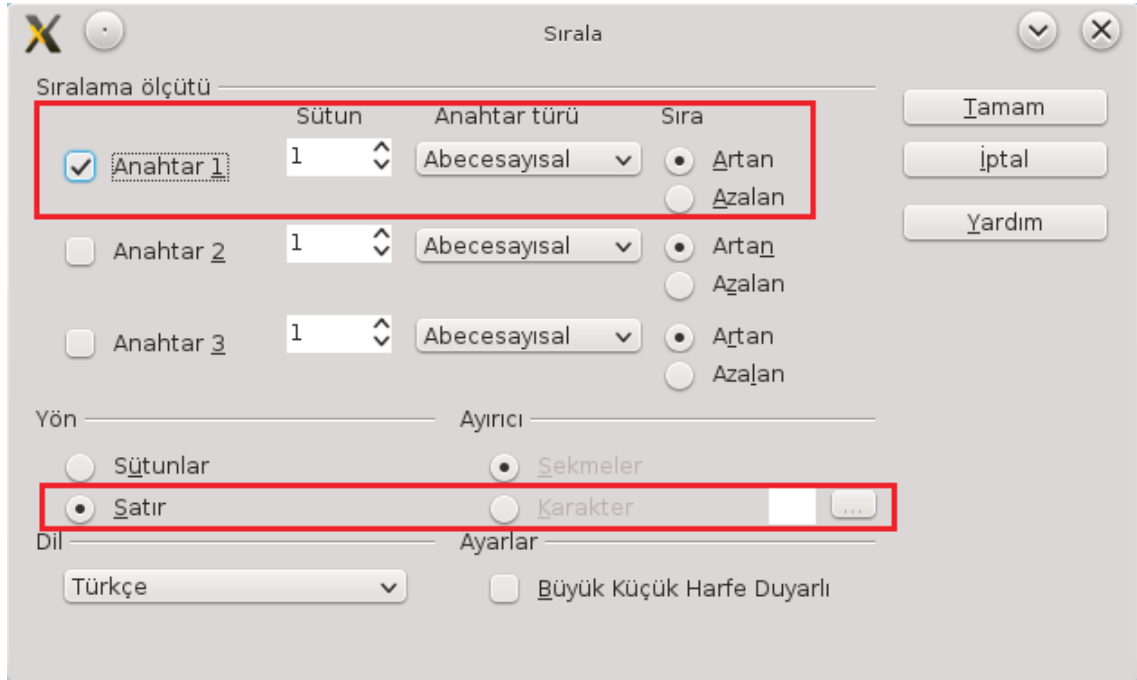 Sırala
Sıralama ölçütü
Sütun Anahtar türü Sıra
Anahtar 1 1 Abecesayısal Artan
Azalan
Anahtar 2 1 Abecesayısal Artan
Azalan
Anahtar 3 1 Abecesayısal Artan
Azalan
Tamam
İptal
Yardım
Yön Ayırıcı
Sütunlar Sekmeler
Satır Karakter ...
Dil Ayarlar
Türkçe Büyük Küçük Harfe Duyarlı